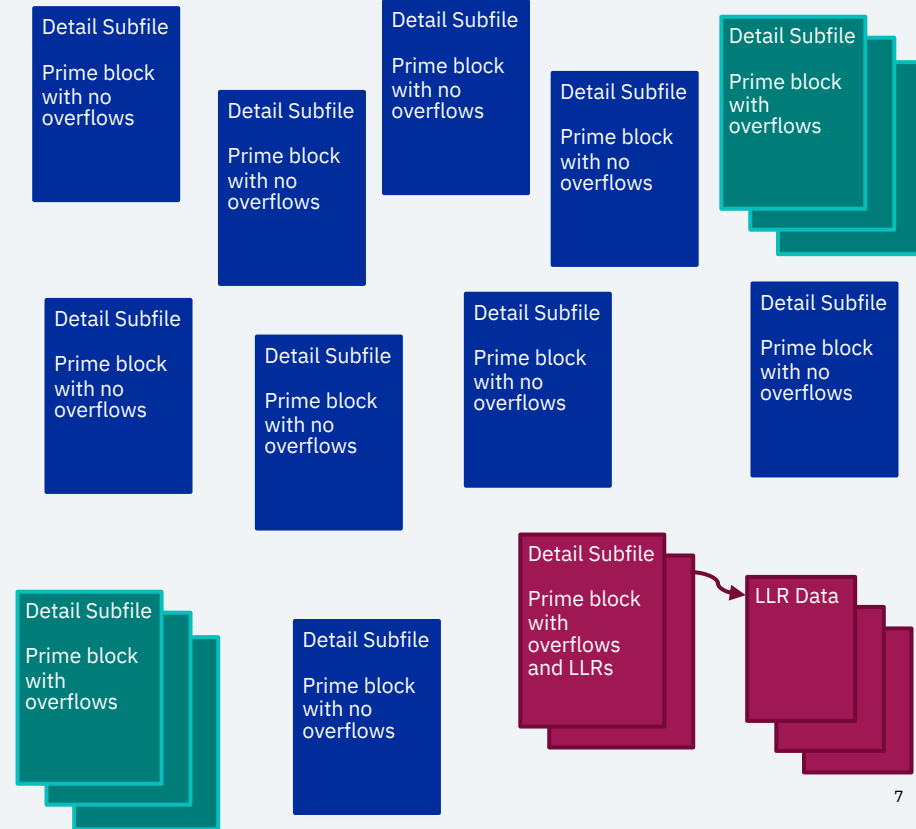 Detail Subfile
Prime block
with no
overflows
Detail Subfile
Prime block
with no
overflows
Detail Subfile
Prime block
with no
overflows
Detail Subfile
Prime block
with no
overflows
Detail Subfile
Prime block
with
overflows
Detail Subfile
Prime block
with no
overflows
Detail Subfile
Prime block
with no
overflows
Detail Subfile
Prime block
with no
overflows
Detail Subfile
Prime block
with no
overflows
Detail Subfile
Prime block
with
overflows
Detail Subfile
Prime block
with no
overflows
Detail Subfile
Prime block
with
overflows
and LLRs
LLR Data
7